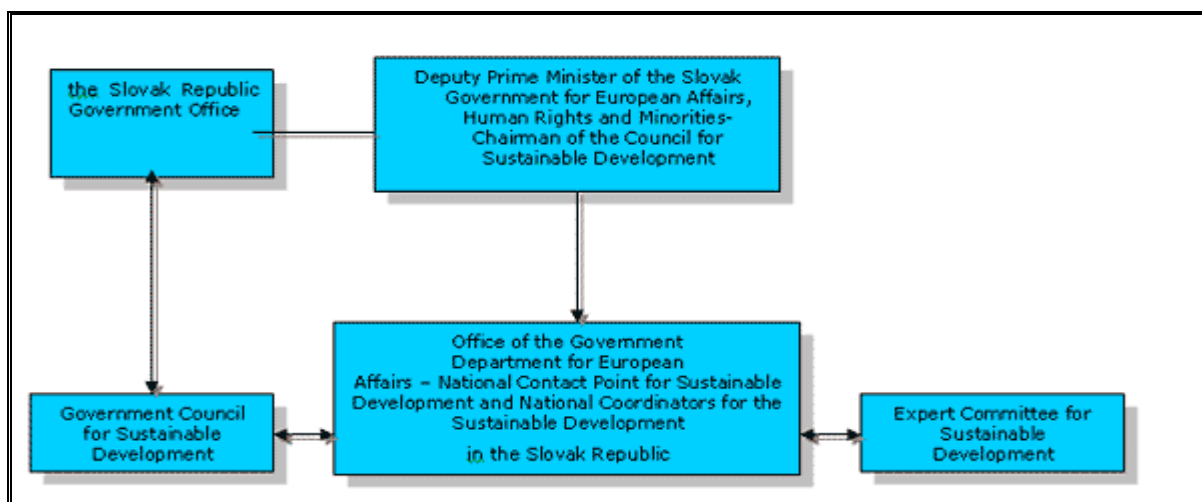 the Slovak Republic
Government Office
Deputy Prime Minister of the Slovak
Government for European Affairs,
Human Rights and Minorities-
Chairman of the Council for
Sustainable Development
Office of the Government
Department for European
Affairs – National Contact Point for Sustainable
Development and National Coordinators for the
Sustainable Development
in the Slovak Republic
Government Council
for Sustainable
Development
Expert Committee for
Sustainable
Development